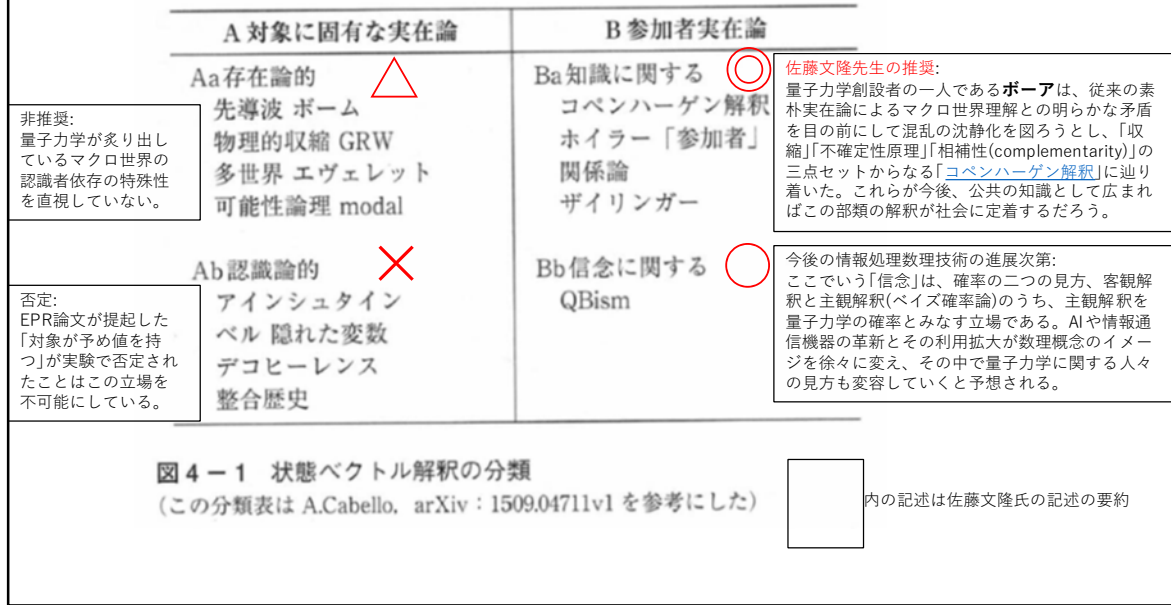 A 対象に固有な実在論
B 参加者実在論
Aa存在論的
先導波 ボーム
物理的収縮 GRW
多世界 エヴェレット
可能性論理 modal
Ba知識に関する
コペンハーゲン解釈
ホイラー「参加者」
関係論
ザイリンガー
Ab認識論的
アインシュタイン
ベル 隠れた変数
デコヒーレンス
整合歴史
Bb信念に関する
QBism
非推奨:
量子力学が炙り出し
ているマクロ世界の
認識者依存の特殊性
を直視していない。
否定:
EPR論文が提起した
「対象が予め値を持
つ」が実験で否定され
たことはこの立場を
不可能にしている。
佐藤文隆先生の推奨:
量子力学創設者の一人であるボーアは、従来の素
朴実在論によるマクロ世界理解との明らかな矛盾
を目の前にして混乱の沈静化を図ろうとし、「収
縮」「不確定性原理」「相補性(complementarity)」の
三点セットからなる「コペンハーゲン解釈」に辿り
着いた。これらが今後、公共の知識として広まれ
ばこの部類の解釈が社会に定着するだろう。
今後の情報処理数理技術の進展次第:
ここでいう「信念」は、確率の二つの見方、客観解
釈と主観解釈(ベイズ確率論)のうち、主観解釈を
量子力学の確率とみなす立場である。AIや情報通
信機器の革新とその利用拡大が数理概念のイメー
ジを徐々に変え、その中で量子力学に関する人々
の見方も変容していくと予想される。
図4－1 状態ベクトル解釈の分類
(この分類表は A.Cabello, arXiv：1509.04711v1 を参考にした)
内の記述は佐藤文隆氏の記述の要約